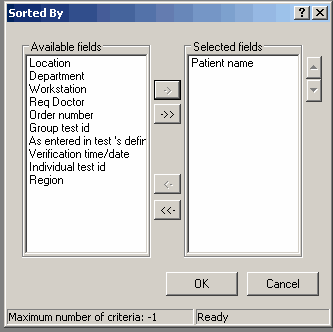 Sorted By
Available fields
Location
Department
Workstation
Req Doctor
Order number
Group test id
As entered in test 's defin
Verification time/date
Individual test id
Region
->
->>
<-
<<-
Selected fields
Patient name
OK
Cancel
Maximum number of criteria: -1
Ready